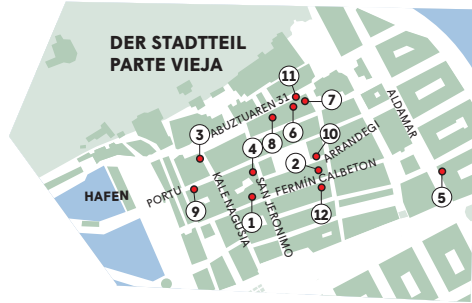 DER STADTTEIL
PARTE VIEJA
11
ABUZTUAREN 31
7
ALDAMAR
3
8
6
4
10
ARRANDEGI
2
HAFEN
PORTU
KALE NAGUSIA
SAN JERONIMO
FERMÍN CALBETON
5
9
1
12